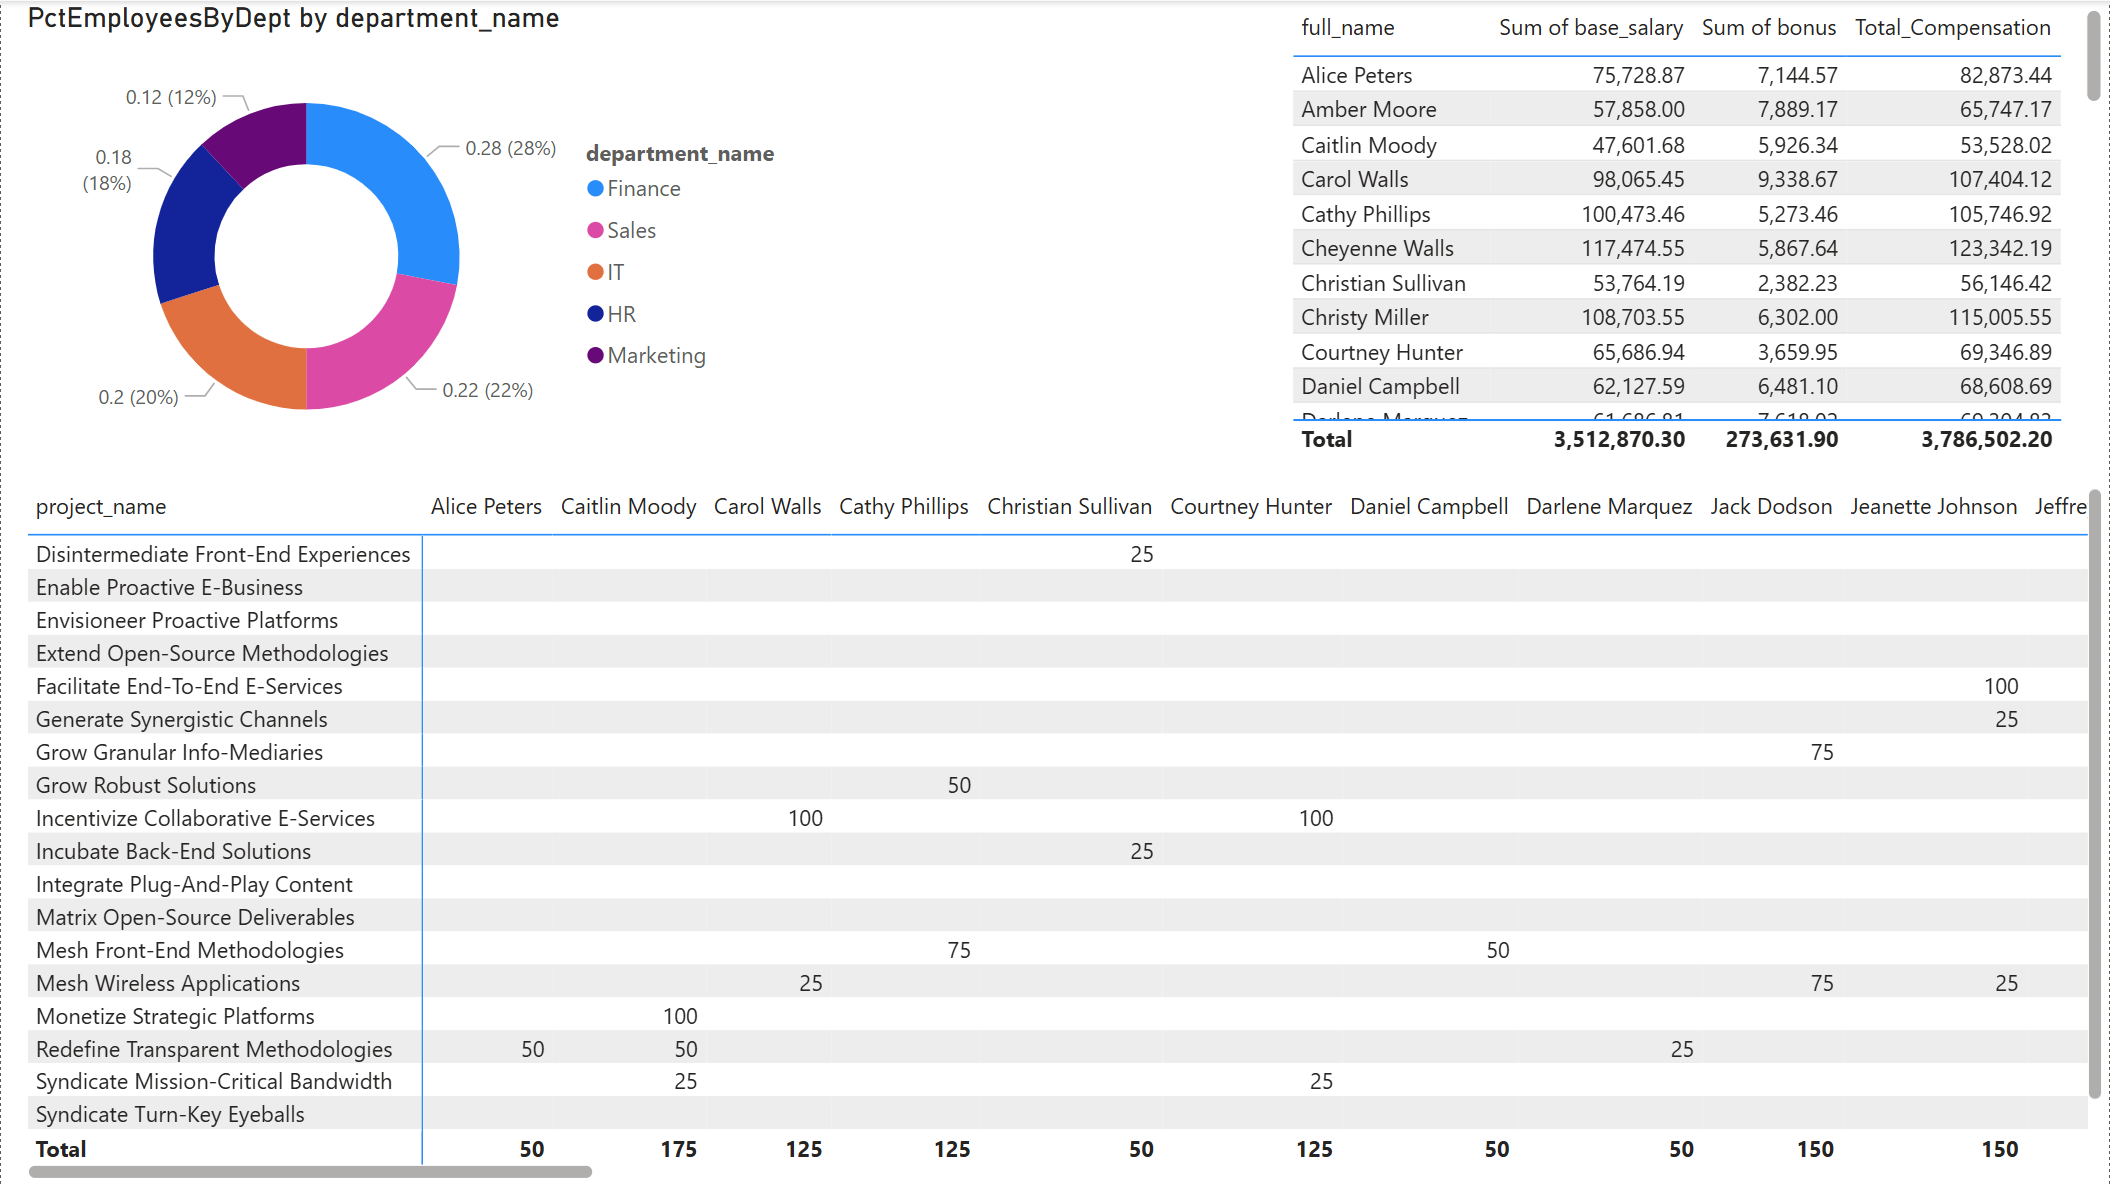 PctEmployeesByDept by department_name
0.12 (12%)
0.18
(18%)
0.28 (28%)
0.2 (20%)
0.22 (22%)
department_name
Finance
Sales
IT
HR
Marketing
full_name Sum of base_salary Sum of bonus Total_Compensation
Alice Peters 75,728.87 7,144.57 82,873.44
Amber Moore 57,858.00 7,889.17 65,747.17
Caitlin Moody 47,601.68 5,926.34 53,528.02
Carol Walls 98,065.45 9,338.67 107,404.12
Cathy Phillips 100,473.46 5,273.46 105,746.92
Cheyenne Walls 117,474.55 5,867.64 123,342.19
Christian Sullivan 53,764.19 2,382.23 56,146.42
Christy Miller 108,703.55 6,302.00 115,005.55
Courtney Hunter 65,686.94 3,659.95 69,346.89
Daniel Campbell 62,127.59 6,481.10 68,608.69
Darlene Marquez
Total 3,512,870.30 273,631.90 3,786,502.20
project_name Alice Peters Caitlin Moody Carol Walls Cathy Phillips Christian Sullivan Courtney Hunter Daniel Campbell Darlene Marquez Jack Dodson Jeanette Johnson Jeffre
Disintermediate Front-End Experiences 25
Enable Proactive E-Business
Envisioneer Proactive Platforms
Extend Open-Source Methodologies
Facilitate End-To-End E-Services 100
Generate Synergistic Channels 25
Grow Granular Info-Mediaries 75
Grow Robust Solutions 50
Incentivize Collaborative E-Services 100 100
Incubate Back-End Solutions 25
Integrate Plug-And-Play Content
Matrix Open-Source Deliverables
Mesh Front-End Methodologies 75 50
Mesh Wireless Applications 25 75 25
Monetize Strategic Platforms 100
Redefine Transparent Methodologies 50 50 25
Syndicate Mission-Critical Bandwidth 25 25
Syndicate Turn-Key Eyeballs
Total 50 175 125 125 50 125 50 50 150 150